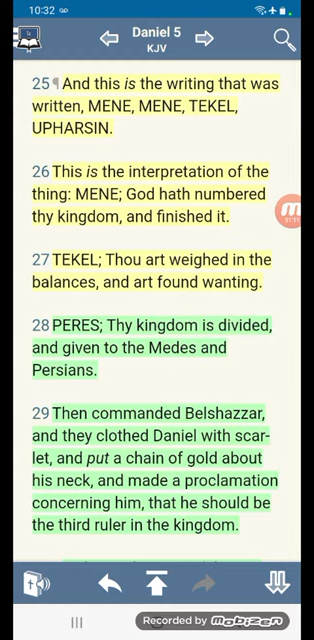 10:32
Daniel 5
KJV
25 ¶ And this is the writing that was
written, MENE, MENE, TEKEL,
UPHARSIN.
26 This is the interpretation of the
thing: MENE; God hath numbered
thy kingdom, and finished it.
27 TEKEL; Thou art weighed in the
balances, and art found wanting.
28 PERES; Thy kingdom is divided,
and given to the Medes and
Persians.
29 Then commanded Belshazzar,
and they clothed Daniel with scar-
let, and put a chain of gold about
his neck, and made a proclamation
concerning him, that he should be
the third ruler in the kingdom.
Recorded by Mobizen